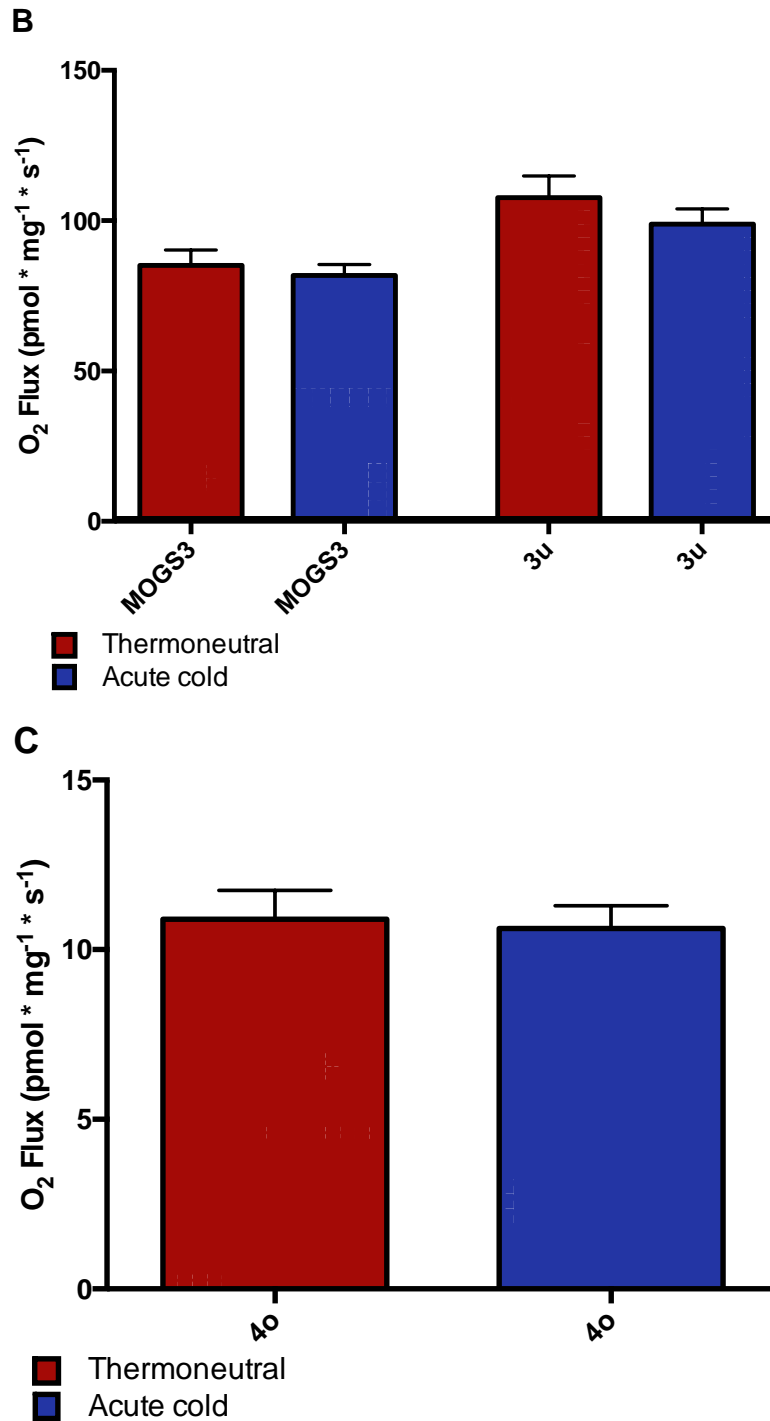 B
150
100
50
0
O₂ Flux (pmol * mg⁻¹ * s⁻¹)
MOGS3 MOGS3 3u 3u
Thermoneutral
Acute cold
C
15
10
5
0
O₂ Flux (pmol * mg⁻¹ * s⁻¹)
4o 4o
Thermoneutral
Acute cold